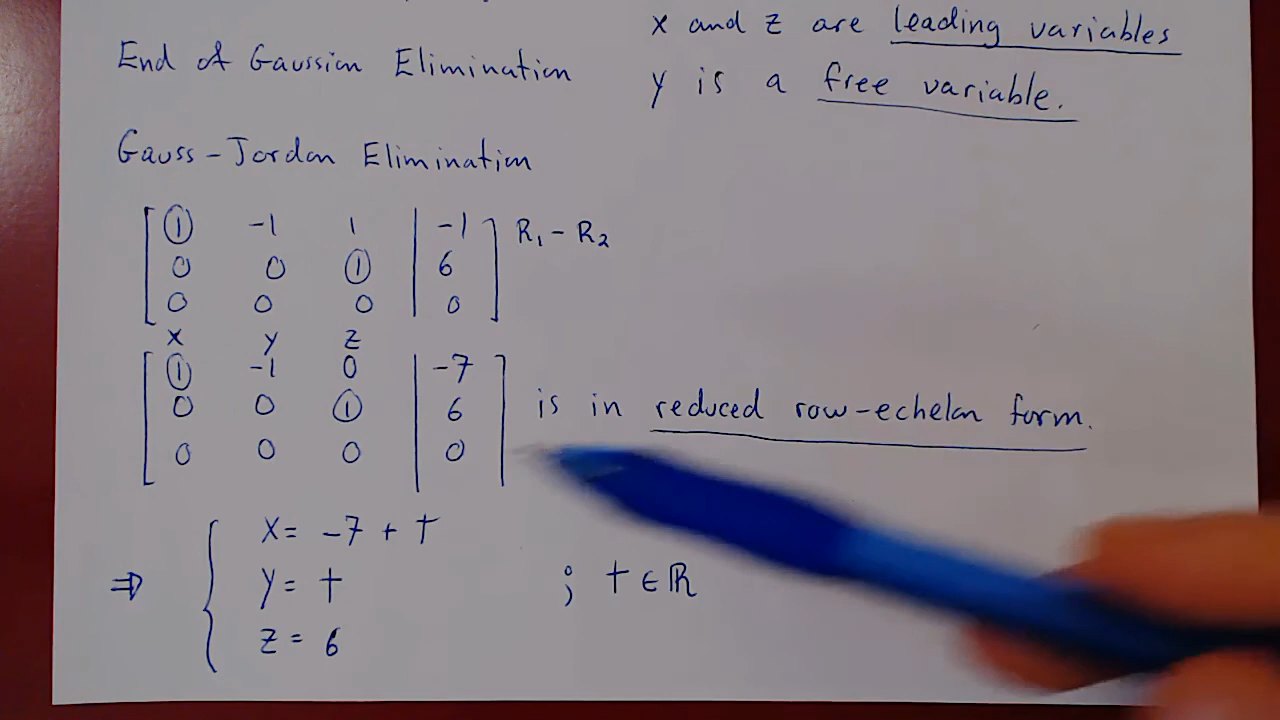 x and z are leading variables
End of Gaussian Elimination
y is a free variable.
Gauss-Jordan Elimination
[ 1 -1 1 | -1 ] R₁ - R₂
0 0 1 | 6
0 0 0 | 0
x y z
[ 1 -1 0 | -7 ]
0 0 1 | 6 is in reduced row-echelon form.
0 0 0 | 0
x = -7 + t
⇒ { y = t ; t ∈ ℝ
z = 6